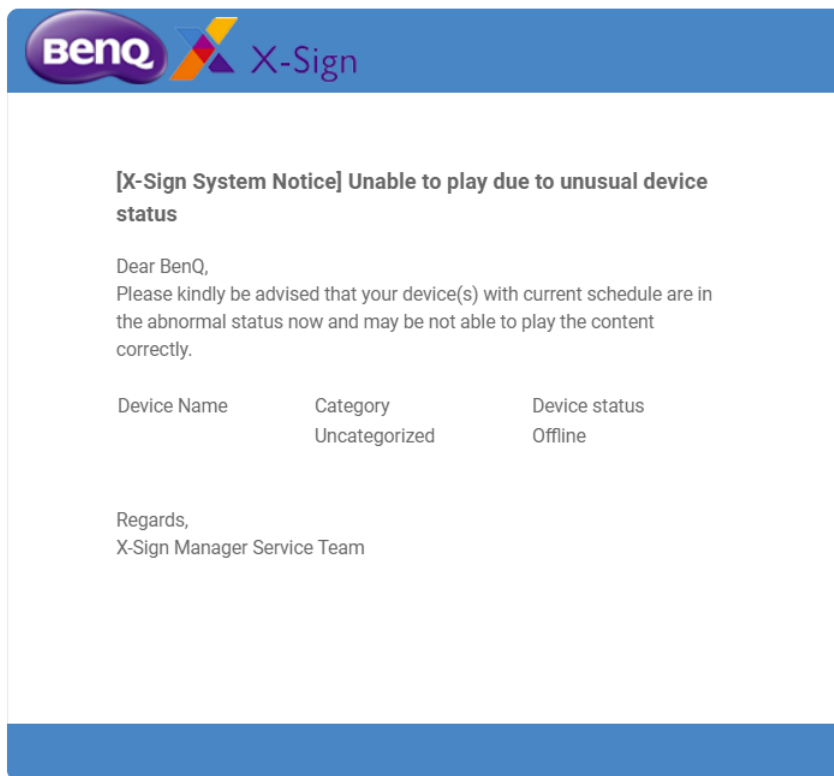 BenQ X-Sign
[X-Sign System Notice] Unable to play due to unusual device
status
Dear BenQ,
Please kindly be advised that your device(s) with current schedule are in
the abnormal status now and may be not able to play the content
correctly.
Device Name Category Device status
Uncategorized Offline
Regards,
X-Sign Manager Service Team